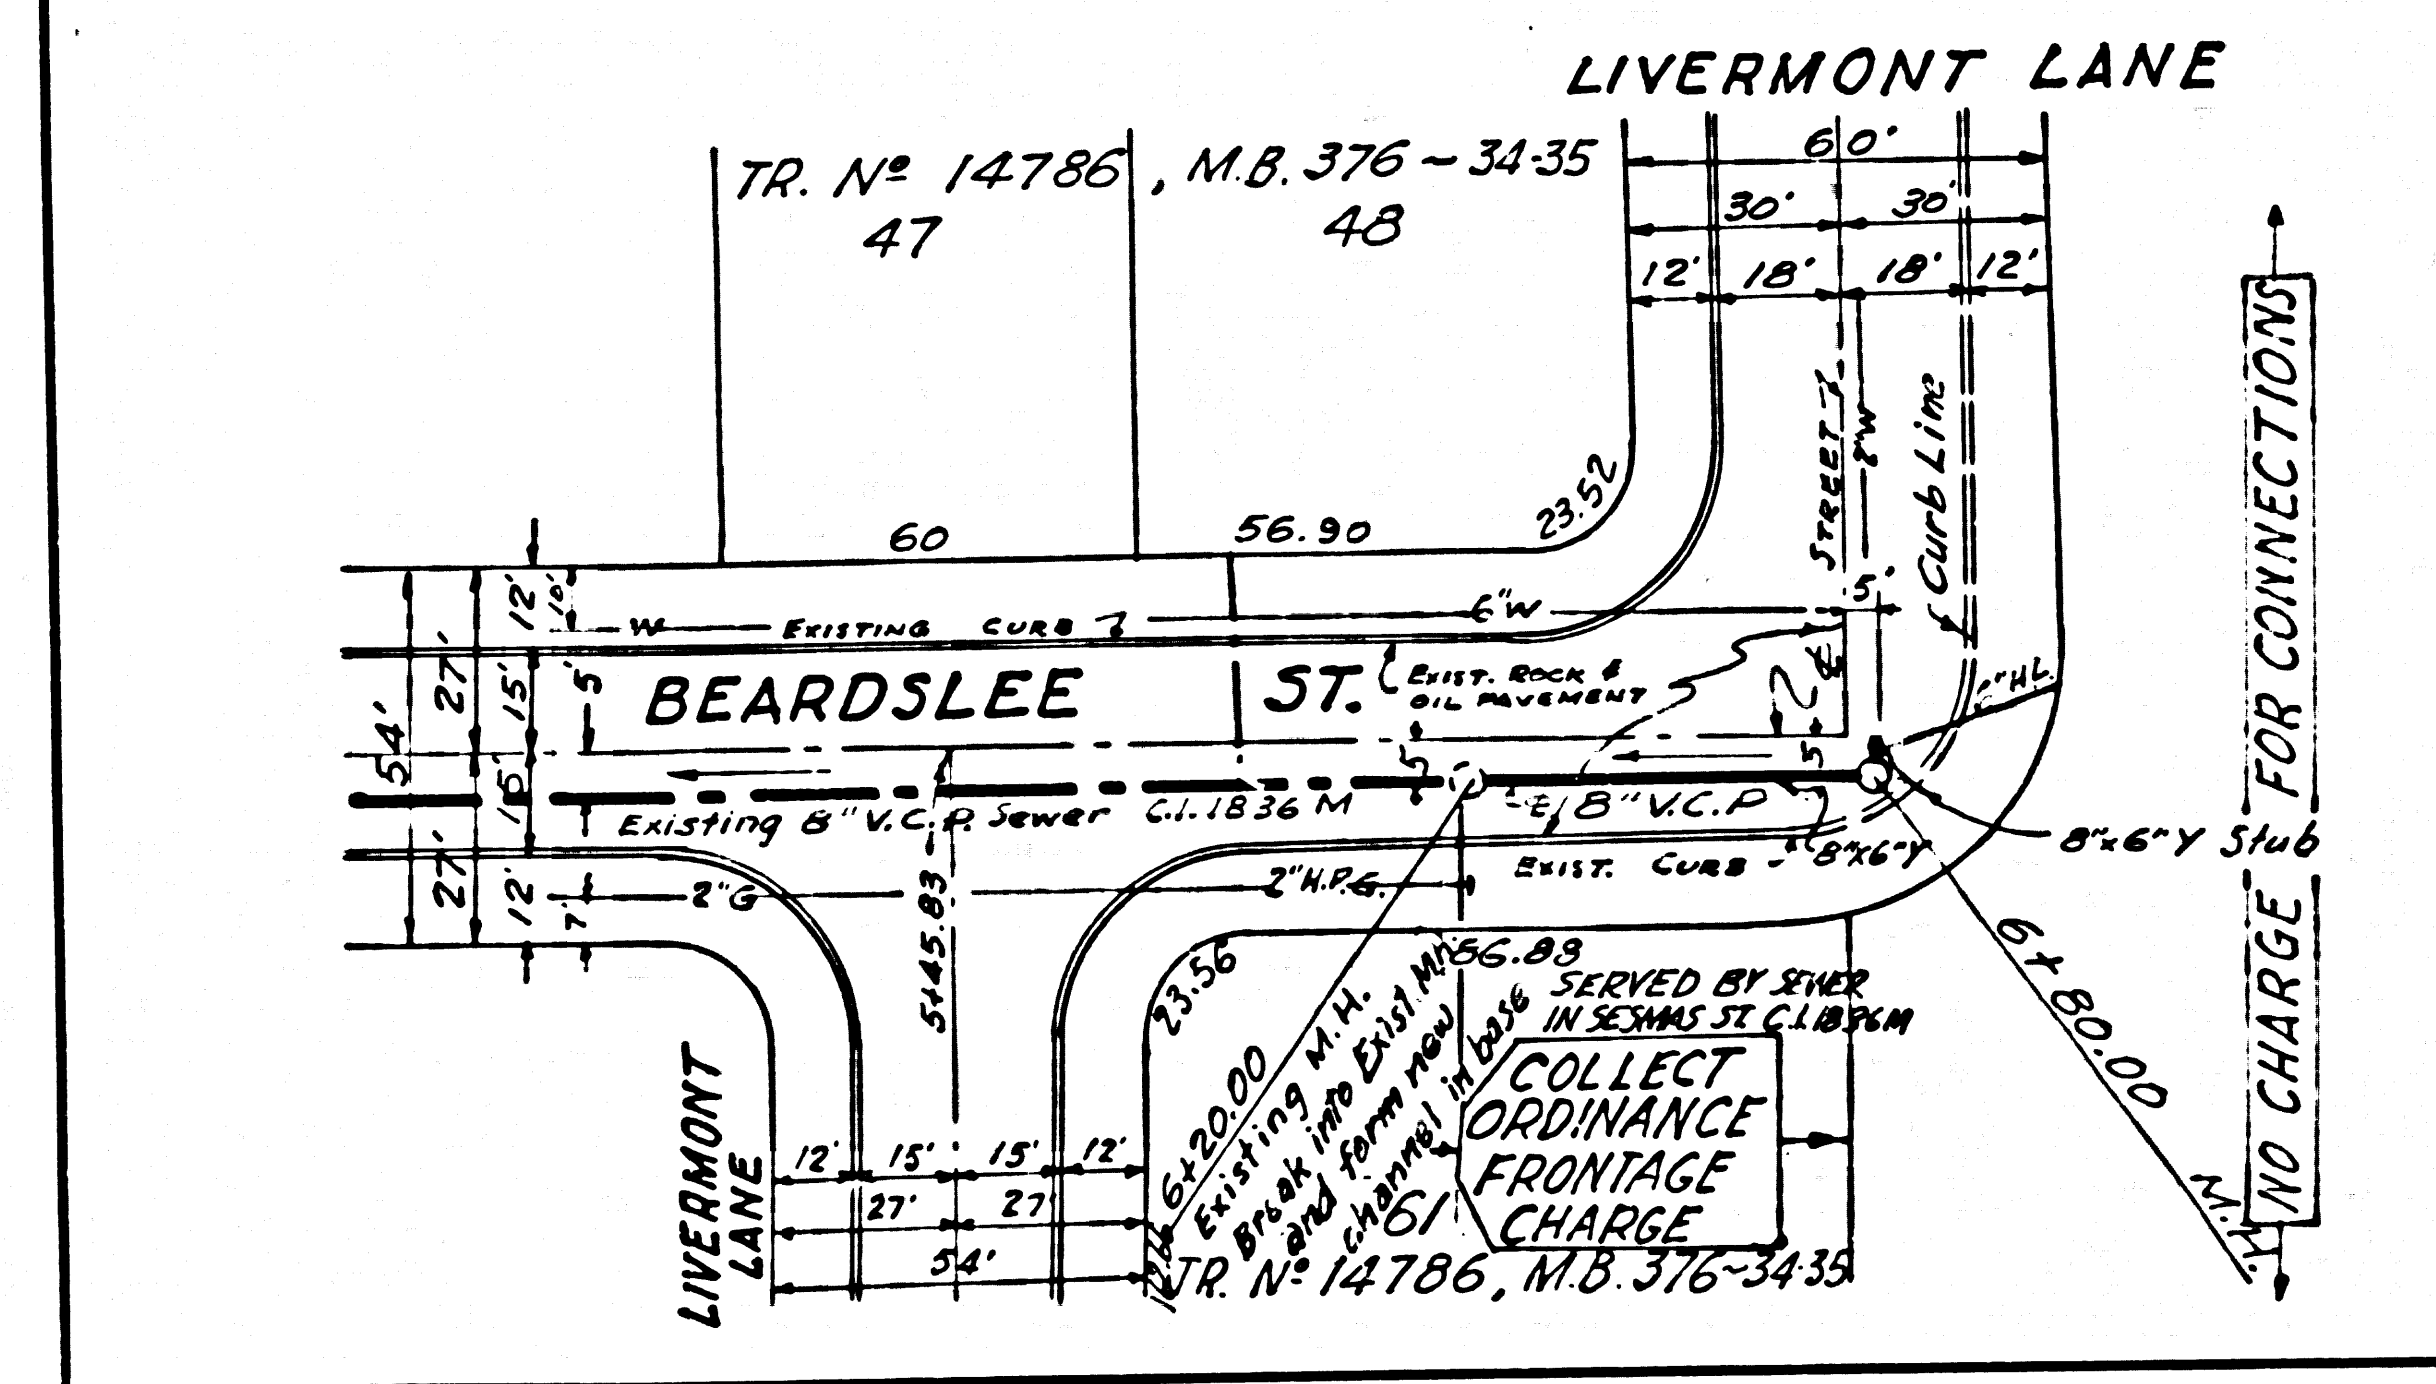 LIVERMONT LANE
60'
TR. Nº 14786, M.B. 376~34-35
47
48
30' 30'
12' 18' 18' 12'
STREET
2"W
Curb Line
23.52
60
56.90
5'
12'
10'
W EXISTING CURB
6"W
27'
15'
5'
54'
BEARDSLEE ST.
EXIST. ROCK &
OIL PAVEMENT
"H.L.
5'
5'
15'
Existing 8" V.C.P. Sewer C.I. 1836 M
8" V.C.P
27'
12'
7'
2"G
2"H.P.G.
EXIST. CURB
8"x6"Y
8"x6"Y Stub
5+45.83
23.56
56.88
SERVED BY SEWER
IN SESMAS ST C.I. 1836M
COLLECT
ORDINANCE
FRONTAGE
CHARGE
6+20.00
Existing M.H.
Break into Exist MH
and form new
channel in base
6+80.00
M.H.
NO CHARGE FOR CONNECTIONS
LIVERMONT
LANE
12' 15' 15' 12'
27' 27'
54'
61
TR. Nº 14786, M.B. 376~34-35